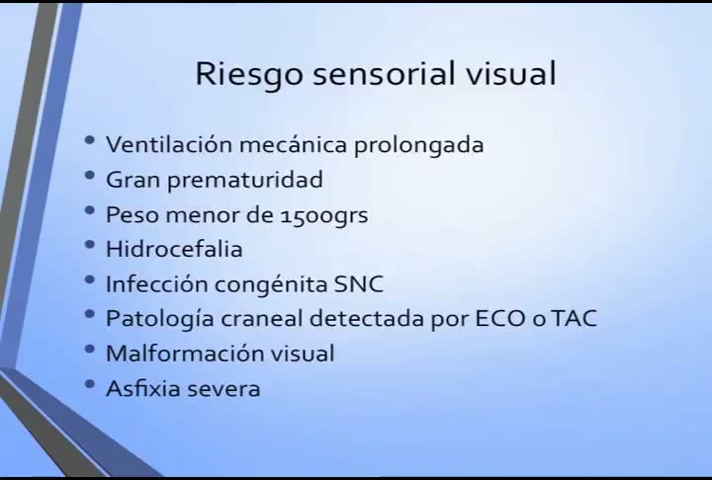 Riesgo sensorial visual
• Ventilación mecánica prolongada
• Gran prematuridad
• Peso menor de 1500grs
• Hidrocefalia
• Infección congénita SNC
• Patología craneal detectada por ECO o TAC
• Malformación visual
• Asfixia severa